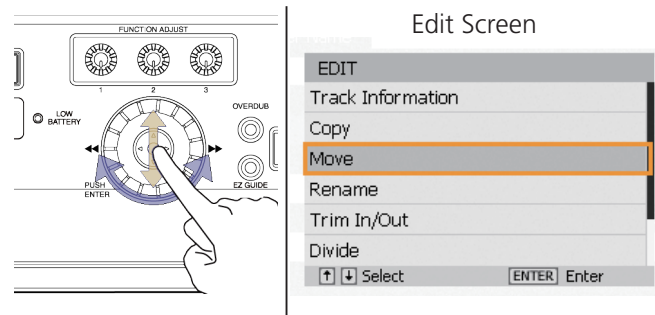 FUNCTION ADJUST
1 2 3
LOW
BATTERY
OVERDUB
PUSH
ENTER
EZ GUIDE
Edit Screen
EDIT
Track Information
Copy
Move
Rename
Trim In/Out
Divide
↑ ↓ Select ENTER Enter